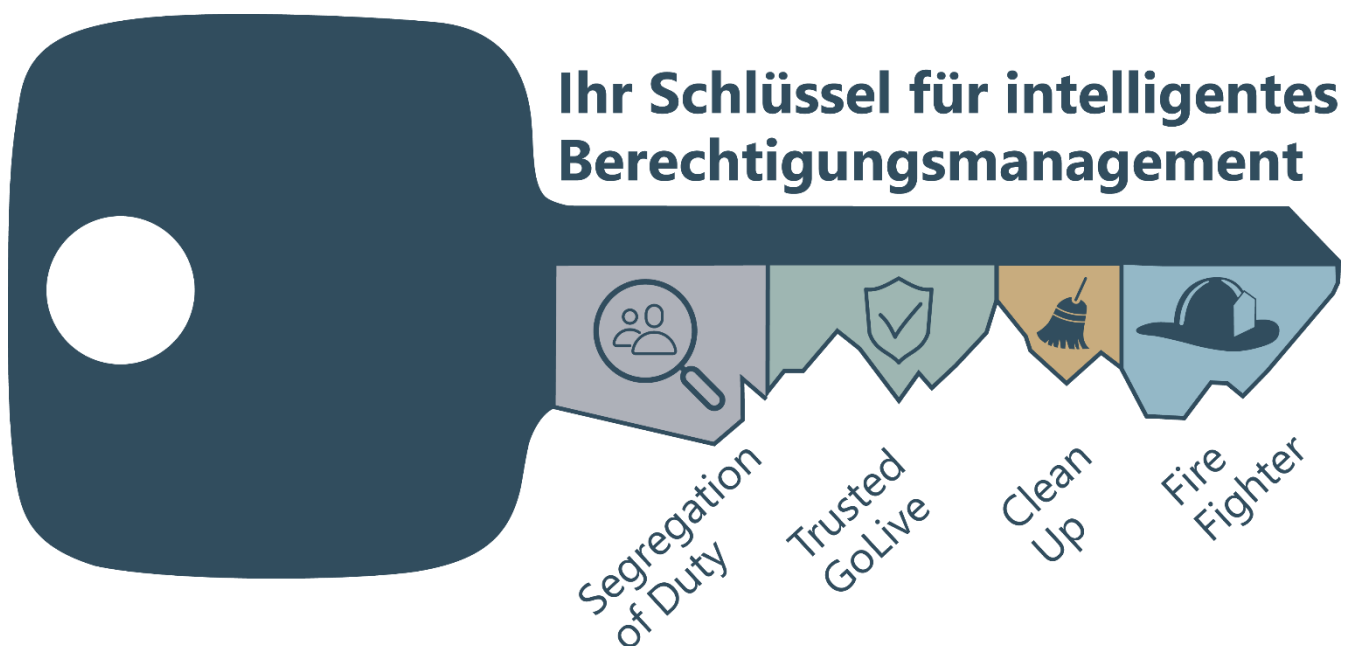 Ihr Schlüssel für intelligentes
Berechtigungsmanagement
Segregation
of Duty
Trusted
GoLive
Clean
Up
Fire
Fighter